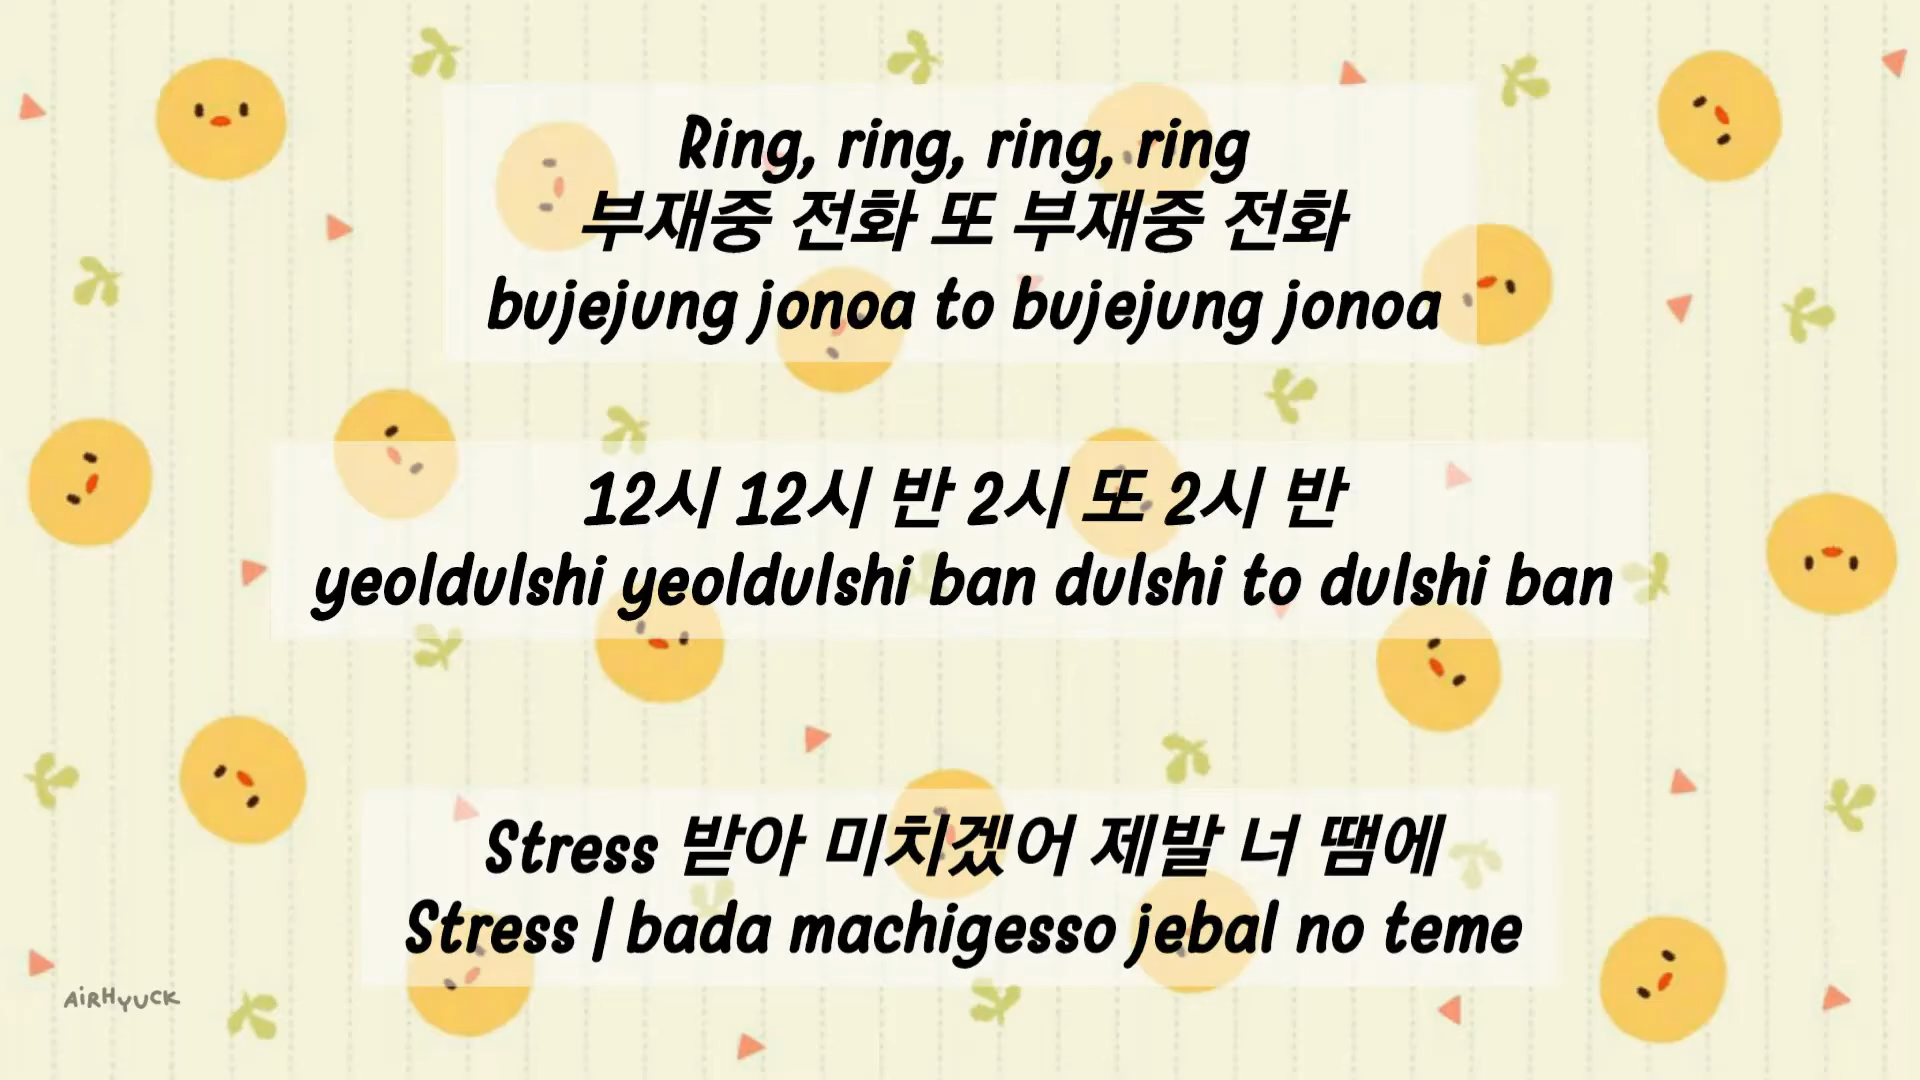 Ring, ring, ring, ring
부재중 전화 또 부재중 전화
bujejung jonoa to bujejung jonoa
12시 12시 반 2시 또 2시 반
yeoldulshi yeoldulshi ban dulshi to dulshi ban
Stress 받아 미치겠어 제발 너 땜에
Stress | bada machigesso jebal no teme
AiRHYUCK